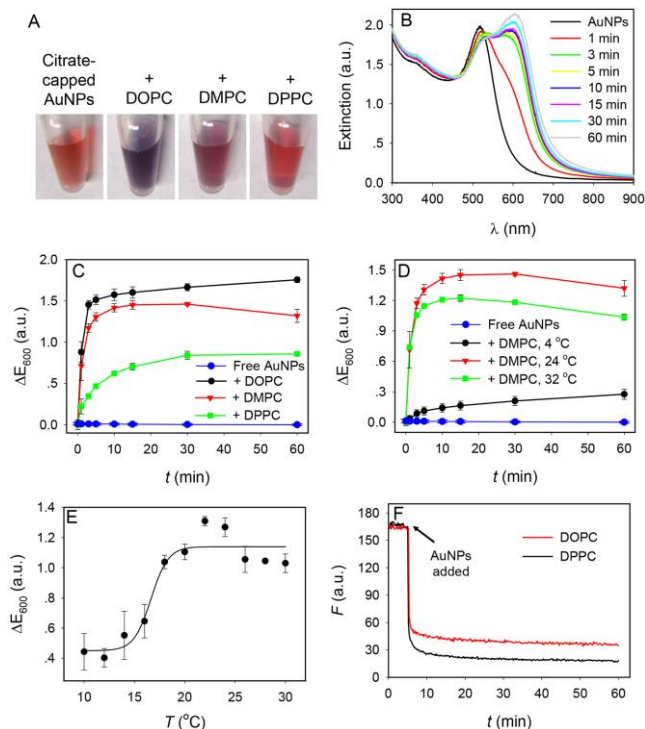 A
Citrate-
capped
AuNPs
+
DOPC
+
DMPC
+
DPPC
B
Extinction (a.u.)
2.0
1.5
1.0
.5
.0
300 400 500 600 700 800 900
λ (nm)
AuNPs
1 min
3 min
5 min
10 min
15 min
30 min
60 min
C
ΔE600
2.0
1.5
1.0
.5
0.0
0 10 20 30 40 50 60
t (min)
Free AuNPs
+ DOPC
+ DMPC
+ DPPC
D
ΔE600
1.5
1.2
.9
.6
.3
0.0
0 10 20 30 40 50 60
t (min)
Free AuNPs
+ DMPC, 4 °C
+ DMPC, 24 °C
+ DMPC, 32 °C
E
ΔE600
(a.u.)
1.4
1.2
1.0
.8
.6
.4
10 15 20 25 30
T (°C)
F
F (a.u.)
180
150
120
90
60
30
0
0 10 20 30 40 50 60
t (min)
AuNPs
added
DOPC
DPPC